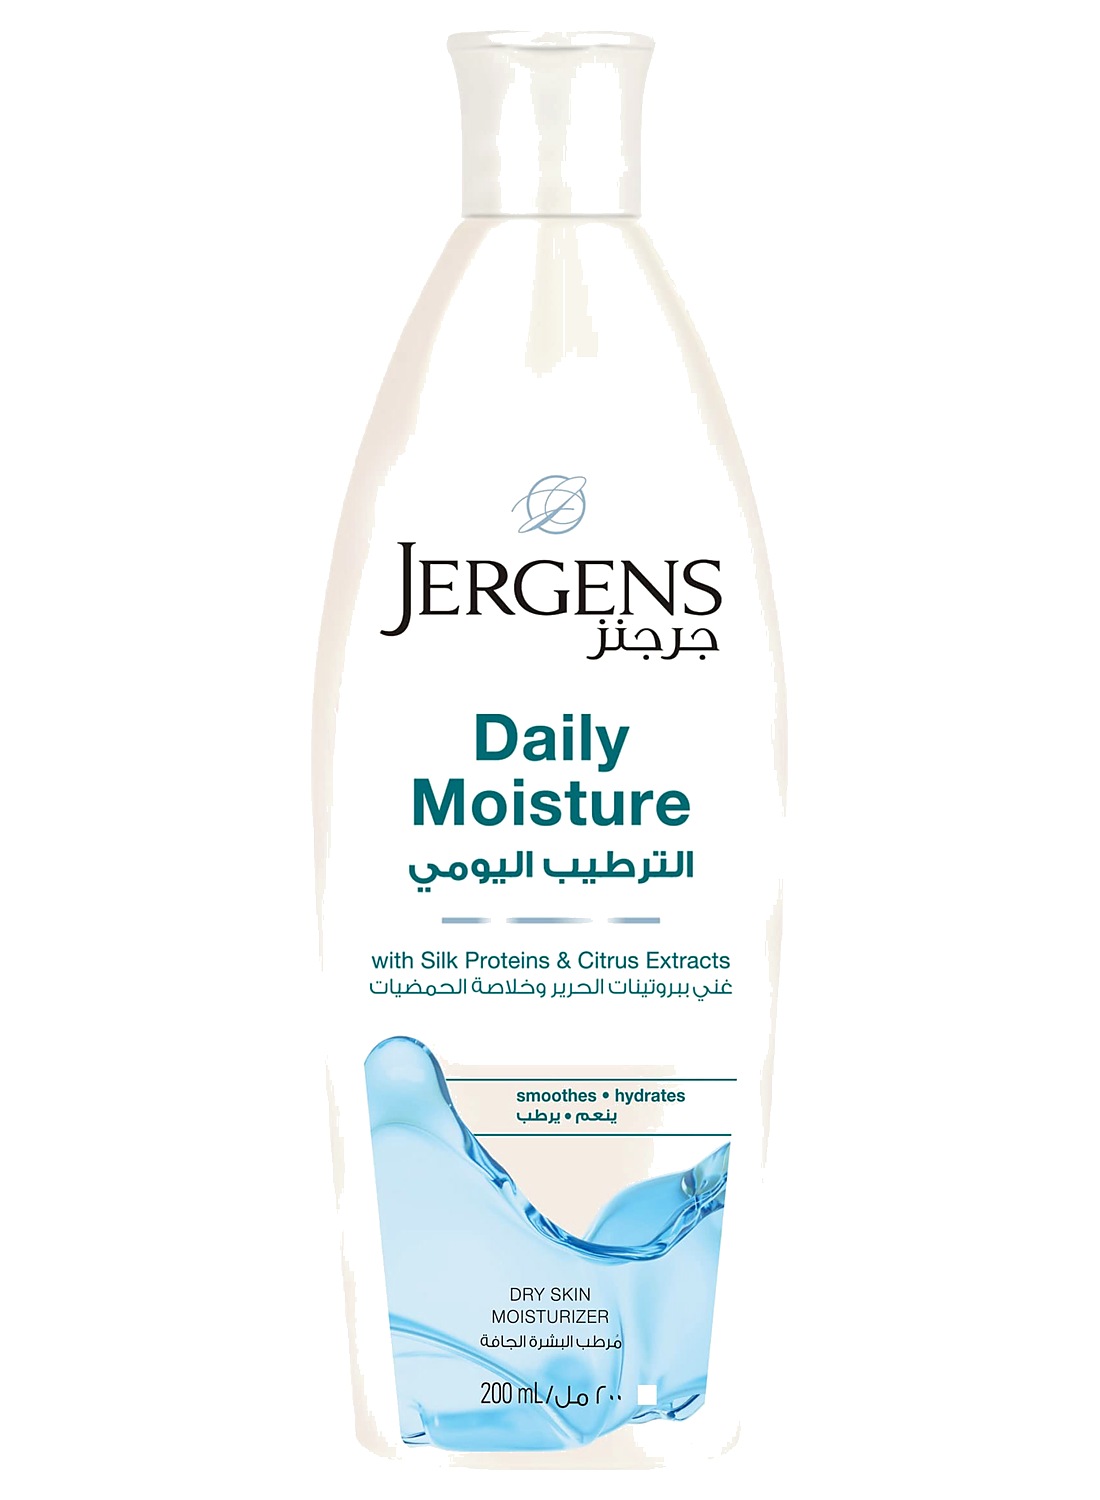 JERGENS
جرجنز
Daily
Moisture
الترطيب اليومي
with Silk Proteins & Citrus Extracts
غني ببروتينات الحرير وخلاصة الحمضيات
smoothes • hydrates
ينعم • يرطب
DRY SKIN
MOISTURIZER
مُرطب البشرة الجافة
200 mL/مل ٢٠٠